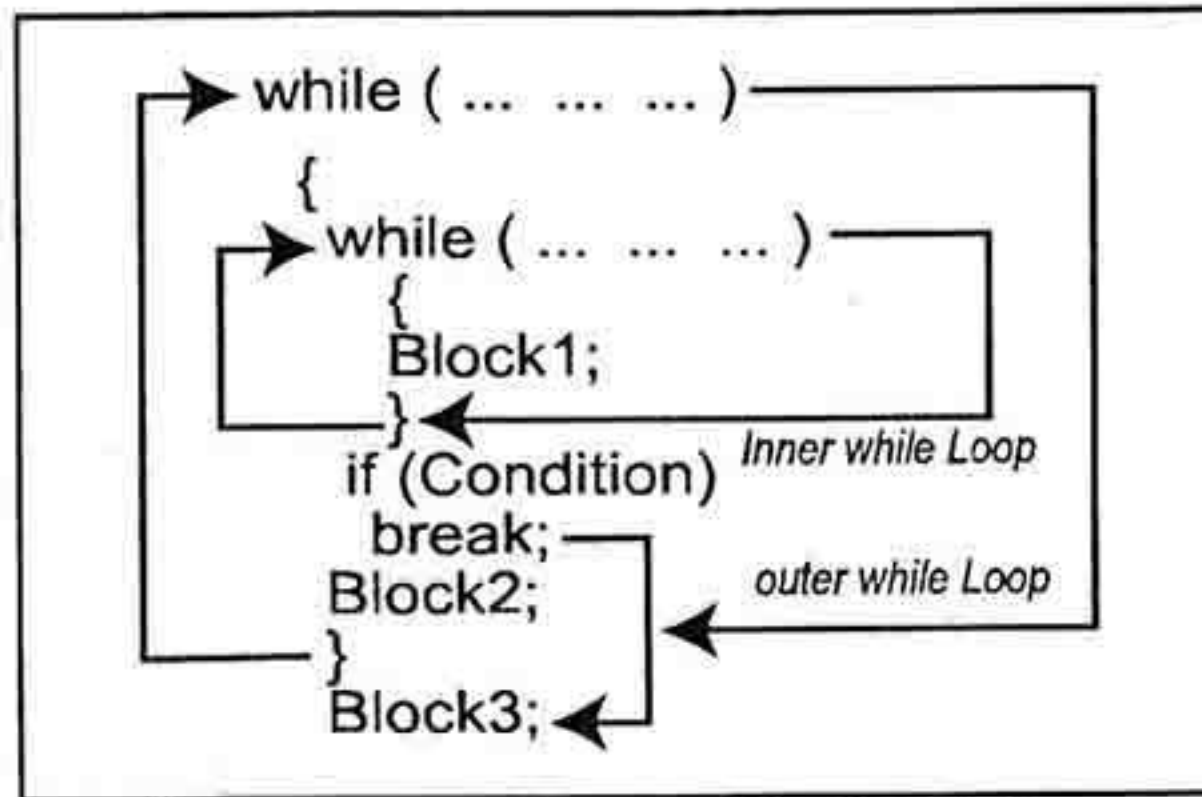 while ( ... ... ... )
{
while ( ... ... ... )
{
Block1;
}
Inner while Loop
if (Condition)
break;
outer while Loop
Block2;
}
Block3;